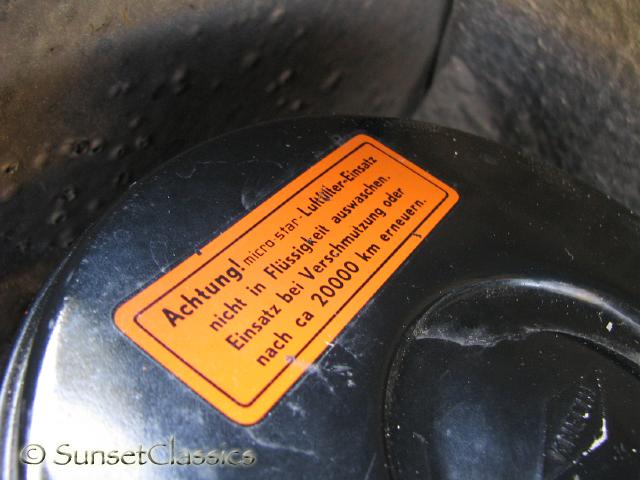 Achtung! micro-star-Luftfilter-Einsatz
nicht in Flüssigkeit auswaschen.
Einsatz bei Verschmutzung oder
nach ca 20000 km erneuern.
© SunsetClassics